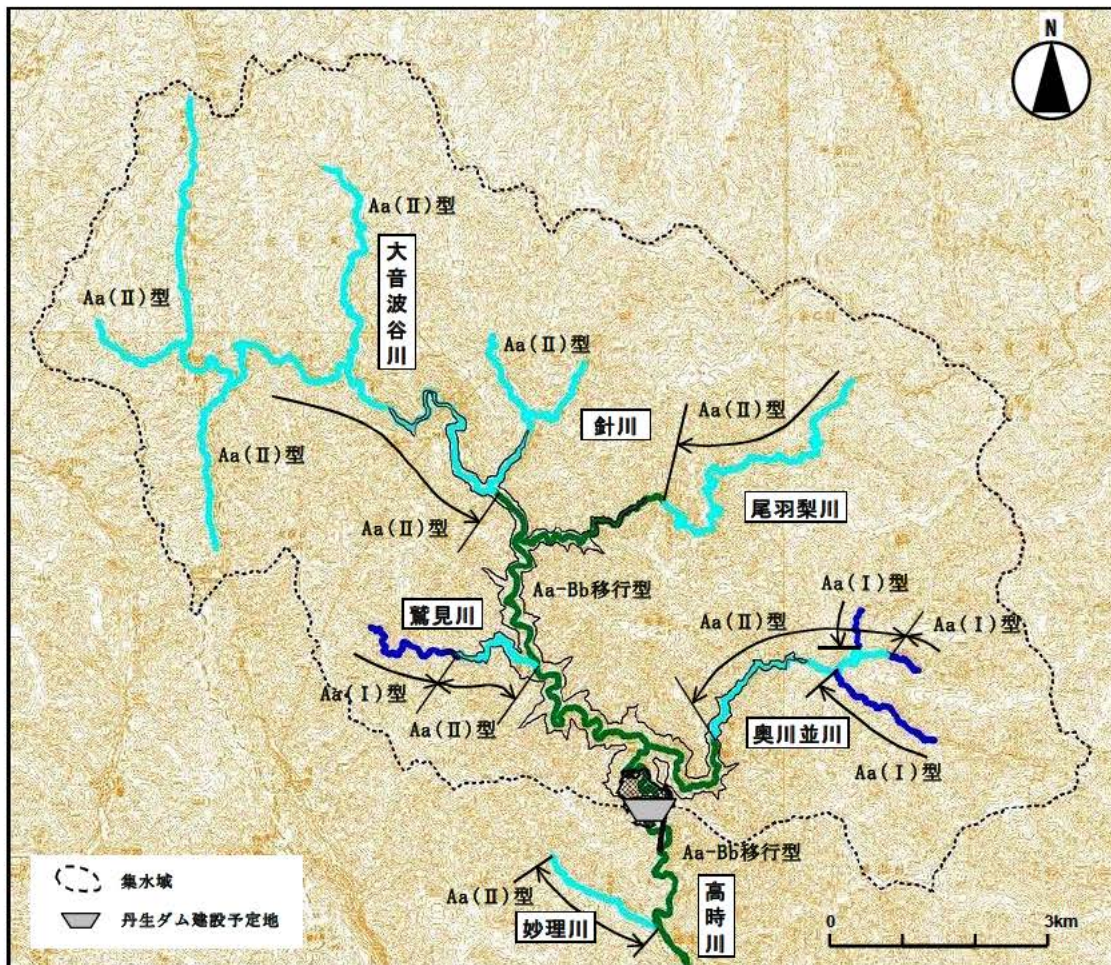 N
Aa(Ⅱ)型
大音波谷川
Aa(Ⅱ)型
Aa(Ⅱ)型
針川
Aa(Ⅱ)型
Aa(Ⅱ)型
尾羽梨川
Aa(Ⅱ)型
Aa-Bb移行型
Aa(Ⅰ)型
鷲見川
Aa(Ⅱ)型
Aa(Ⅰ)型
Aa(Ⅰ)型
Aa(Ⅱ)型
奥川並川
Aa(Ⅰ)型
Aa-Bb移行型
Aa(Ⅱ)型
高時川
妙理川
集水域
丹生ダム建設予定地
0 3km